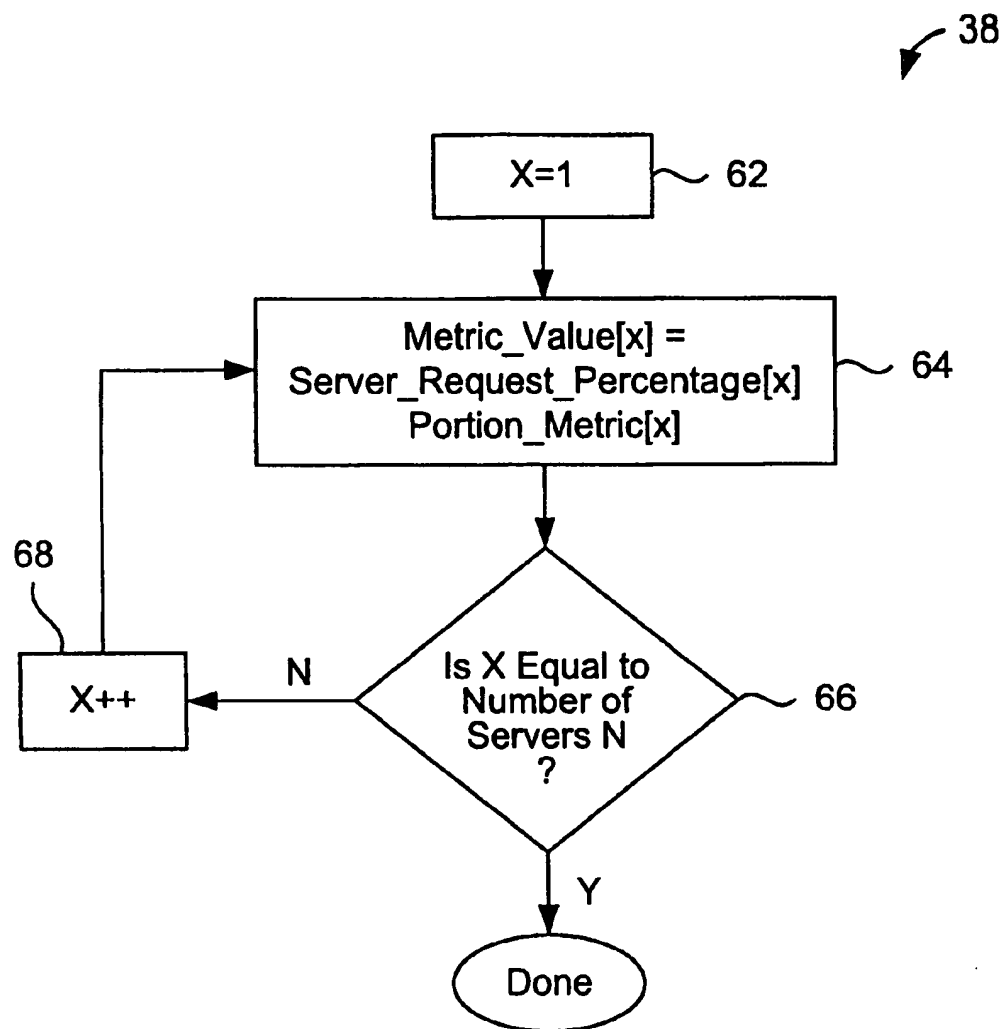 38
X=1
62
Metric_Value[x] =
Server_Request_Percentage[x]
Portion_Metric[x]
64
68
X++
N
Is X Equal to
Number of
Servers N
?
66
Y
Done